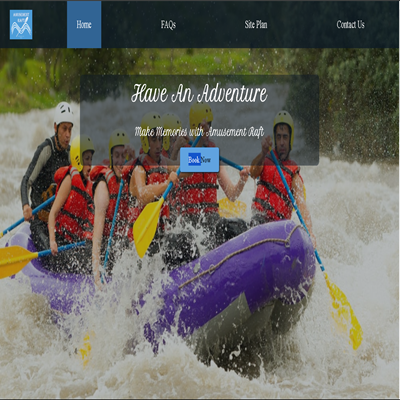 Home
FAQs
Site Plan
Contact Us
Have An Adventure
Make Memories with Amusement Raft
Book Now